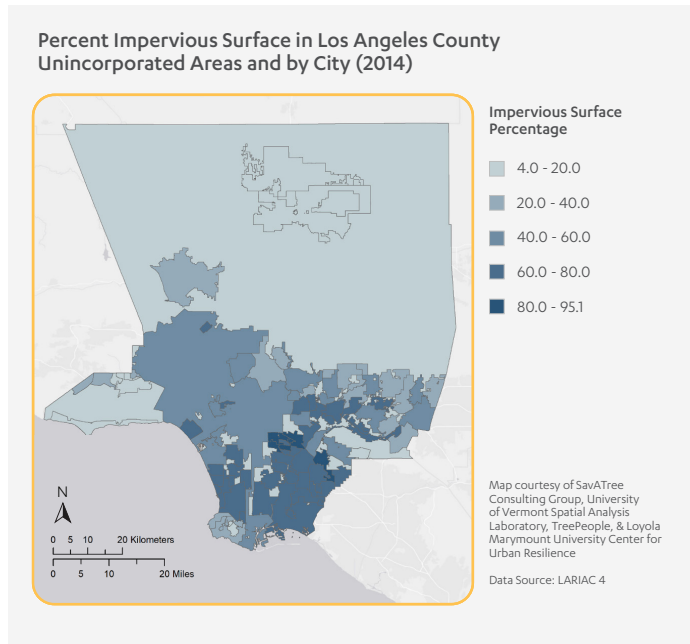 Percent Impervious Surface in Los Angeles County
Unincorporated Areas and by City (2014)
Impervious Surface
Percentage
4.0 - 20.0
20.0 - 40.0
40.0 - 60.0
60.0 - 80.0
80.0 - 95.1
N
0 5 10 20 Kilometers
0 5 10 20 Miles
Map courtesy of SavATree
Consulting Group, University
of Vermont Spatial Analysis
Laboratory, TreePeople, & Loyola
Marymount University Center for
Urban Resilience
Data Source: LARIAC 4